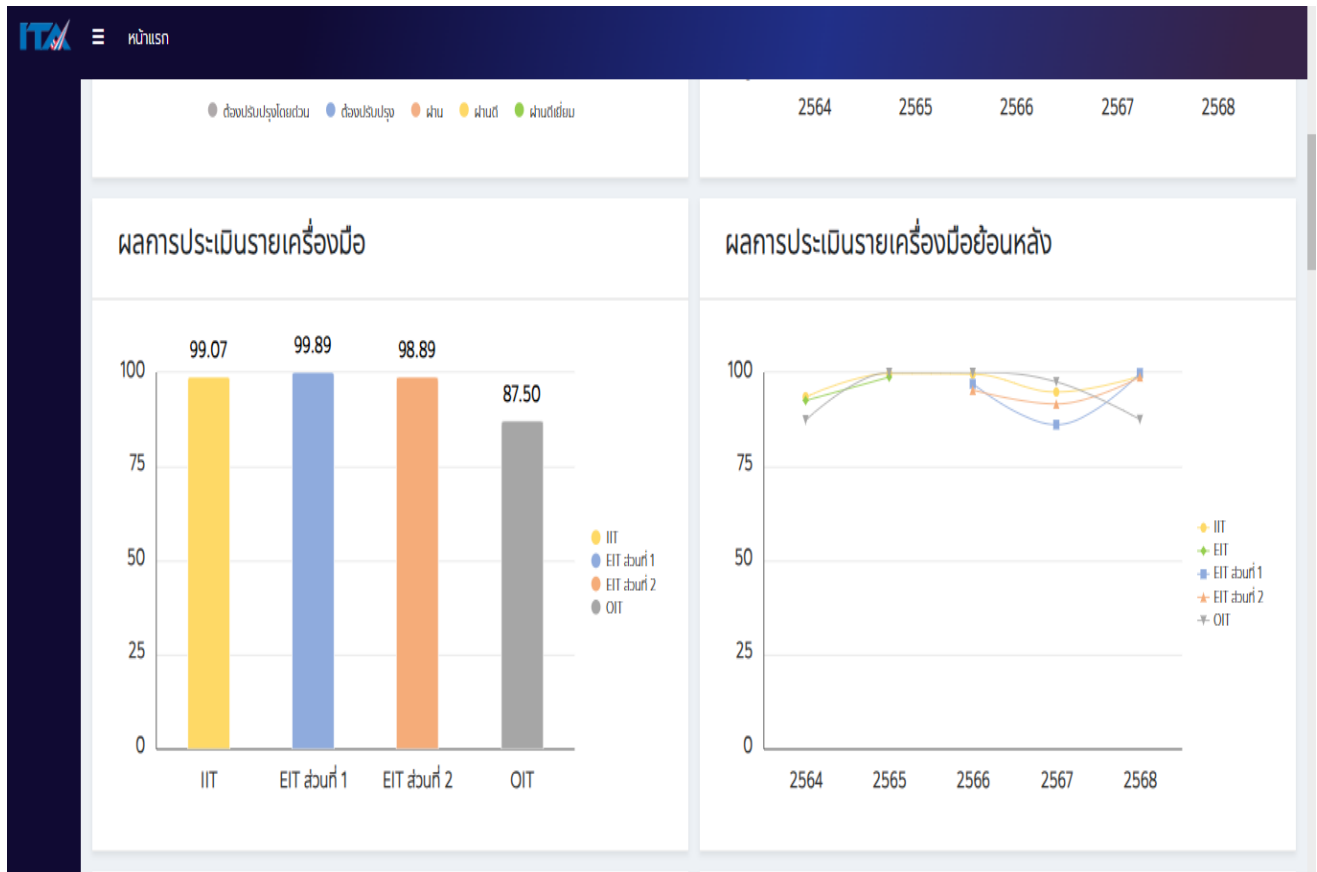 ITA หน้าแรก
ต้องปรับปรุงโดยด่วน ต้องปรับปรุง ผ่าน ผ่านดี ผ่านดีเยี่ยม
2564 2565 2566 2567 2568
ผลการประเมินรายเครื่องมือ
99.07 99.89 98.89 87.50
100
75
50
25
0
IIT EIT ส่วนที่ 1 EIT ส่วนที่ 2 OIT
IIT
EIT ส่วนที่ 1
EIT ส่วนที่ 2
OIT
ผลการประเมินรายเครื่องมือย้อนหลัง
100
75
50
25
0
2564 2565 2566 2567 2568
IIT
EIT
EIT ส่วนที่ 1
EIT ส่วนที่ 2
OIT